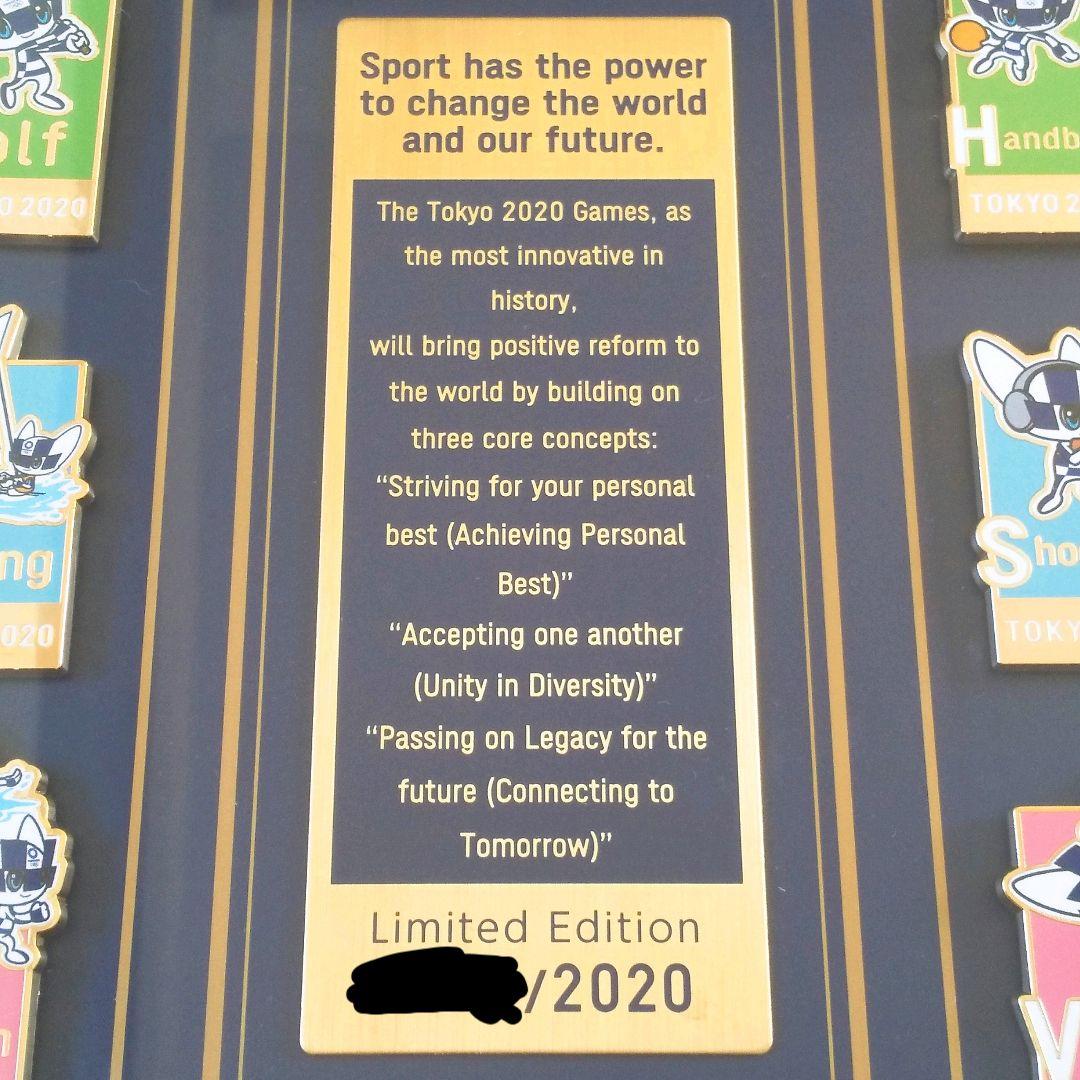 Sport has the power
to change the world
and our future.
The Tokyo 2020 Games, as
the most innovative in
history,
will bring positive reform to
the world by building on
three core concepts:
“Striving for your personal
best (Achieving Personal
Best)”
“Accepting one another
(Unity in Diversity)”
“Passing on Legacy for the
future (Connecting to
Tomorrow)”
Limited Edition
/2020
olf
O 2020
ng
020
n
Handb
TOKYO 2
Sho
TOKY
V